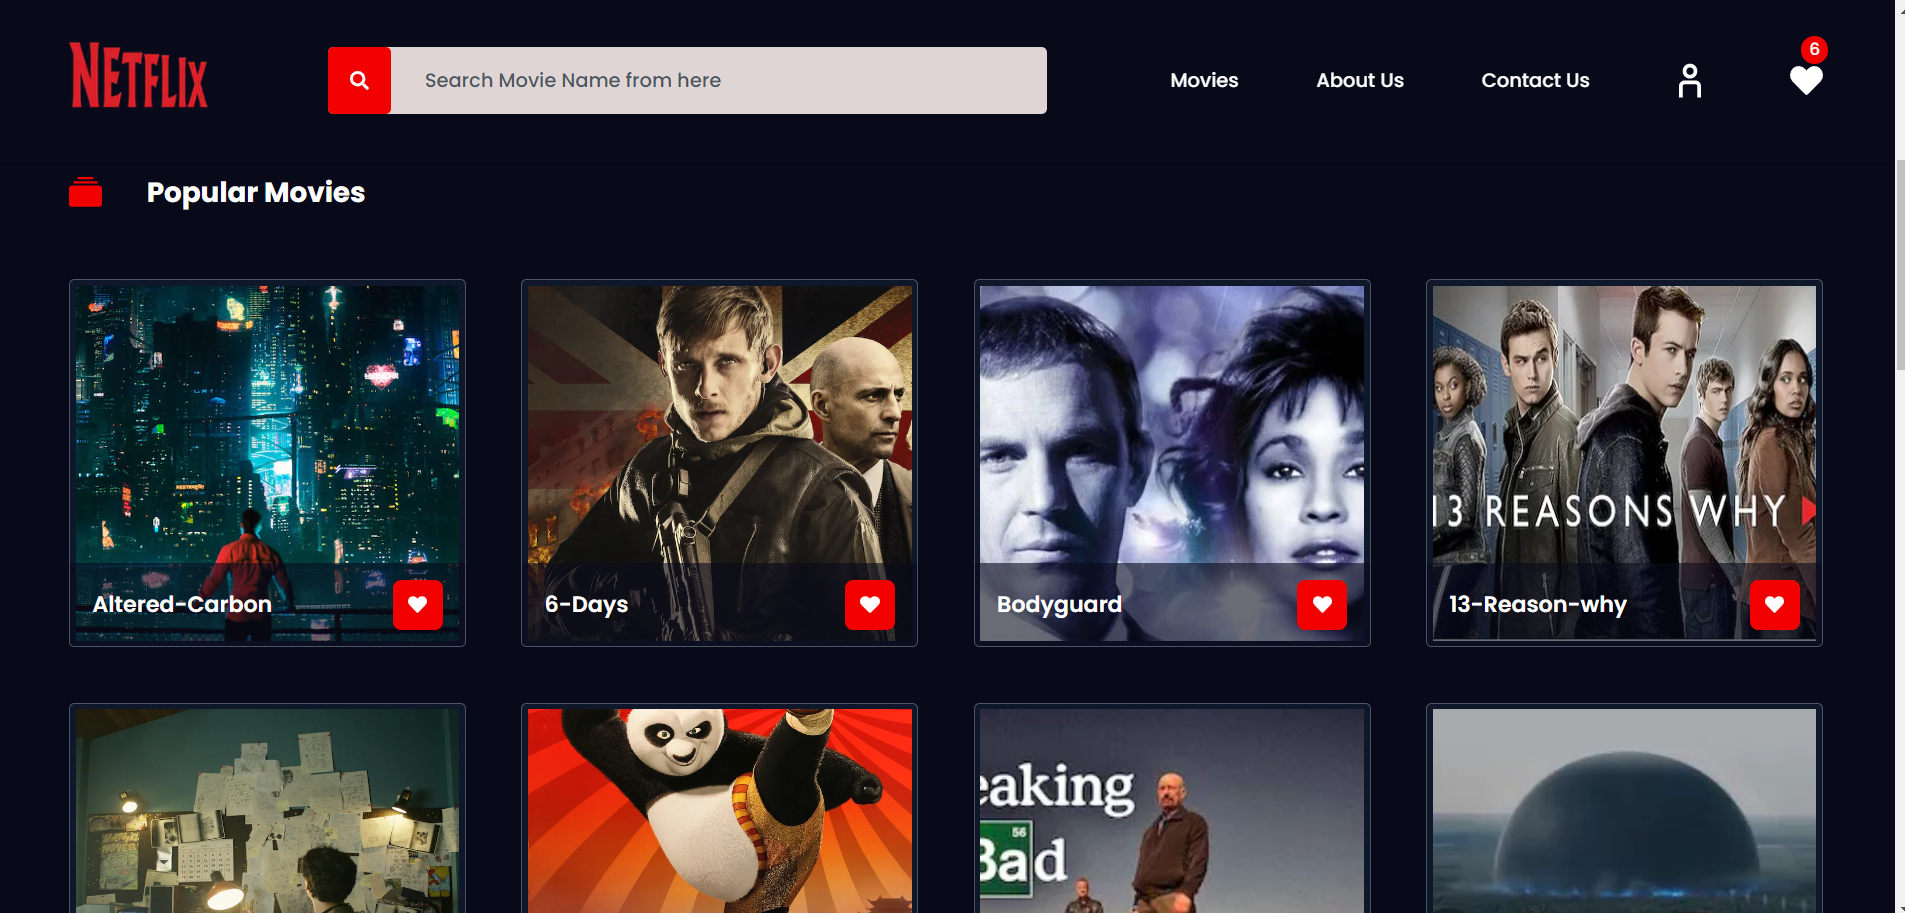 NETFLIX
Search Movie Name from here
Movies
About Us
Contact Us
6
Popular Movies
Altered-Carbon
6-Days
Bodyguard
13 REASONS WHY
13-Reason-why
eaking
56
Bad